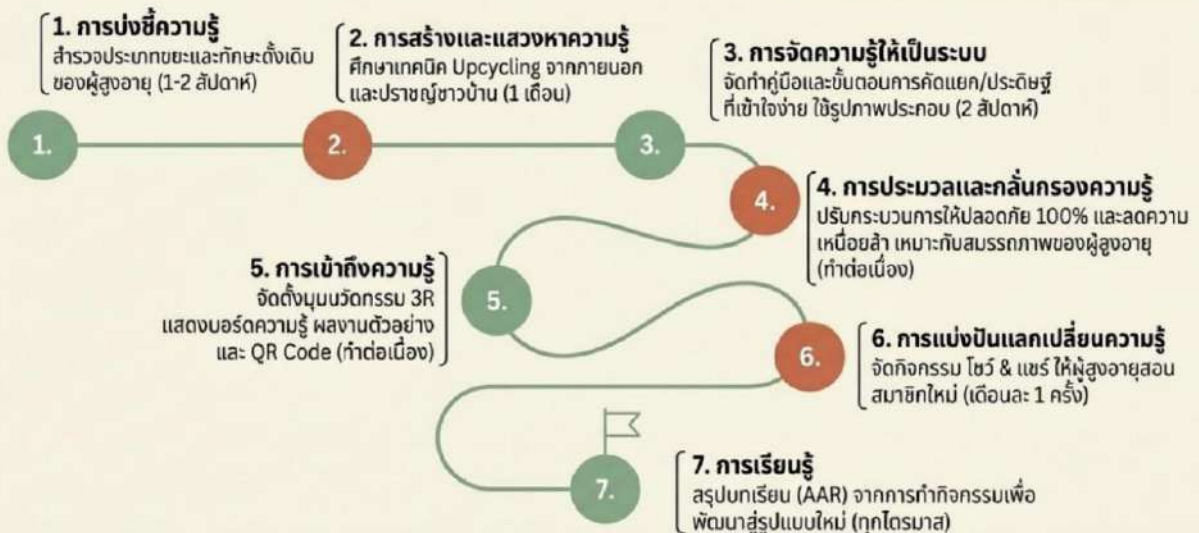 1. การบ่งชี้ความรู้
สำรวจประเภทขยะและทักษะดั้งเดิม
ของผู้สูงอายุ (1-2 สัปดาห์)
2. การสร้างและแสวงหาความรู้
ศึกษาเทคนิค Upcycling จากภายนอก
และปราชญ์ชาวบ้าน (1 เดือน)
3. การจัดความรู้ให้เป็นระบบ
จัดทำคู่มือและขั้นตอนการคัดแยก/ประดิษฐ์
ที่เข้าใจง่าย ใช้รูปภาพประกอบ (2 สัปดาห์)
1.
2.
3.
4.
4. การประมวลและกลั่นกรองความรู้
ปรับกระบวนการให้ปลอดภัย 100% และลดความ
เหนื่อยล้า เหมาะกับสมรรถภาพของผู้สูงอายุ
(ทำต่อเนื่อง)
5. การเข้าถึงความรู้
จัดตั้งมุมนวัตกรรม 3R
แสดงบอร์ดความรู้ ผลงานตัวอย่าง
และ QR Code (ทำต่อเนื่อง)
5.
6.
6. การแบ่งปันแลกเปลี่ยนความรู้
จัดกิจกรรม โชว์ & แชร์ ให้ผู้สูงอายุสอน
สมาชิกใหม่ (เดือนละ 1 ครั้ง)
7.
7. การเรียนรู้
สรุปบทเรียน (AAR) จากการทำกิจกรรมเพื่อ
พัฒนาสู่รูปแบบใหม่ (ทุกไตรมาส)